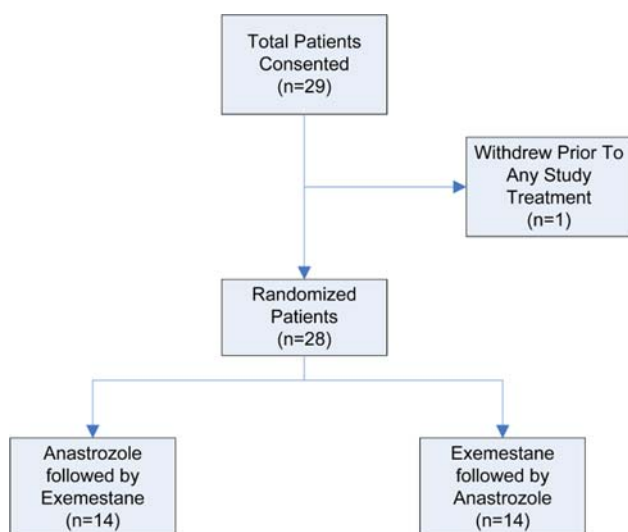 Total Patients
Consented
(n=29)
Withdrew Prior To
Any Study
Treatment
(n=1)
Randomized
Patients
(n=28)
Anastrozole
followed by
Exemestane
(n=14)
Exemestane
followed by
Anastrozole
(n=14)